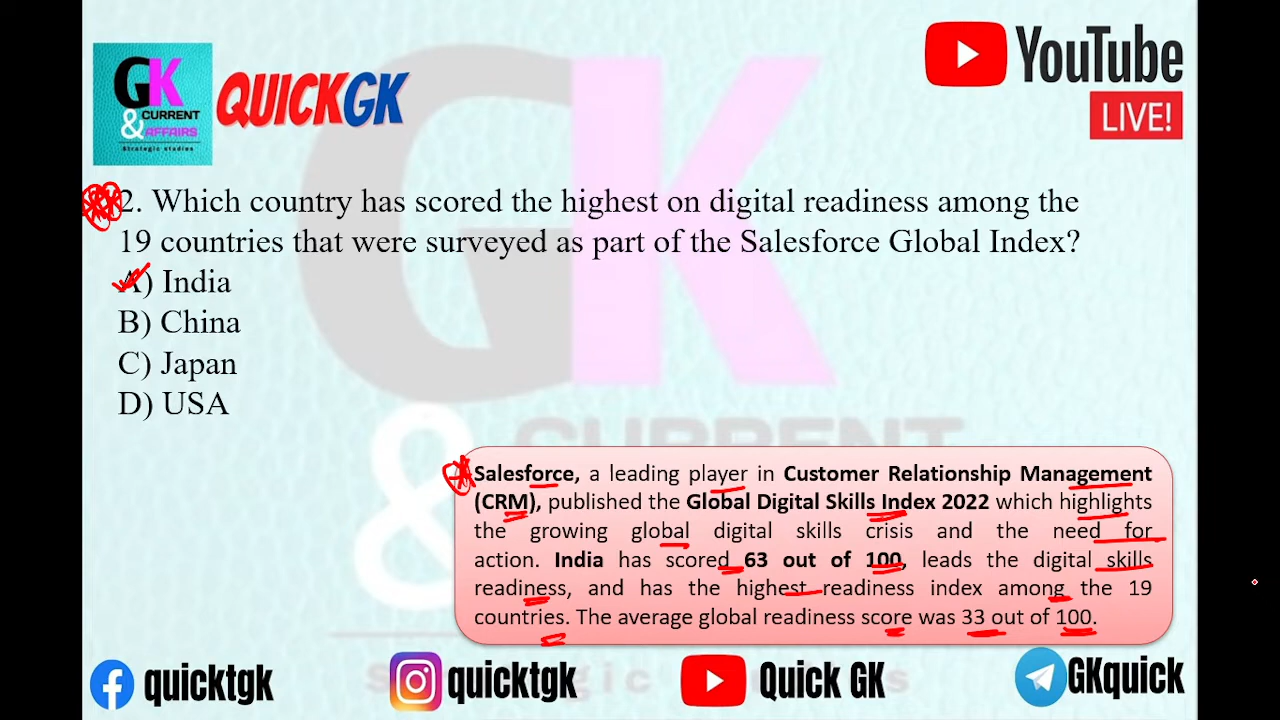 GK
CURRENT
& AFFAIRS
Strategic studies
QUICKGK
YouTube
LIVE!
2. Which country has scored the highest on digital readiness among the
19 countries that were surveyed as part of the Salesforce Global Index?
A) India
B) China
C) Japan
D) USA
GK
& CURRENT
Salesforce, a leading player in Customer Relationship Management
(CRM), published the Global Digital Skills Index 2022 which highlights
the growing global digital skills crisis and the need for
action. India has scored 63 out of 100, leads the digital skills
readiness, and has the highest readiness index among the 19
countries. The average global readiness score was 33 out of 100.
quicktgk
quicktgk
Quick GK
GKquick